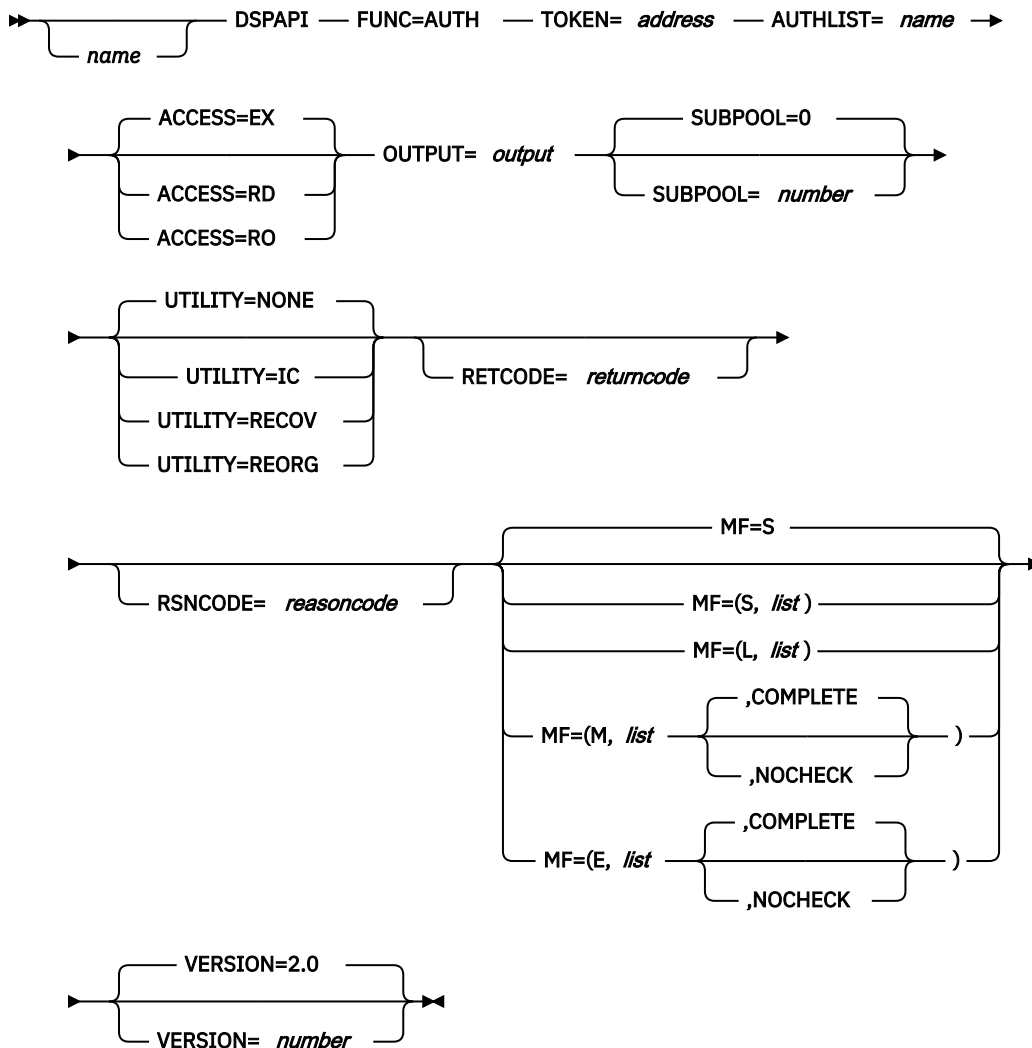 DSPAPI FUNC=AUTH TOKEN= address AUTHLIST= name
name
ACCESS=EX
SUBPOOL=0
OUTPUT= output
ACCESS=RD
SUBPOOL= number
ACCESS=RO
UTILITY=NONE
UTILITY=IC
RETCODE= returncode
UTILITY=RECOV
UTILITY=REORG
MF=S
RSNCODE= reasoncode
MF=(S, list )
MF=(L, list )
,COMPLETE
MF=(M, list )
,NOCHECK
,COMPLETE
MF=(E, list )
,NOCHECK
VERSION=2.0
VERSION= number